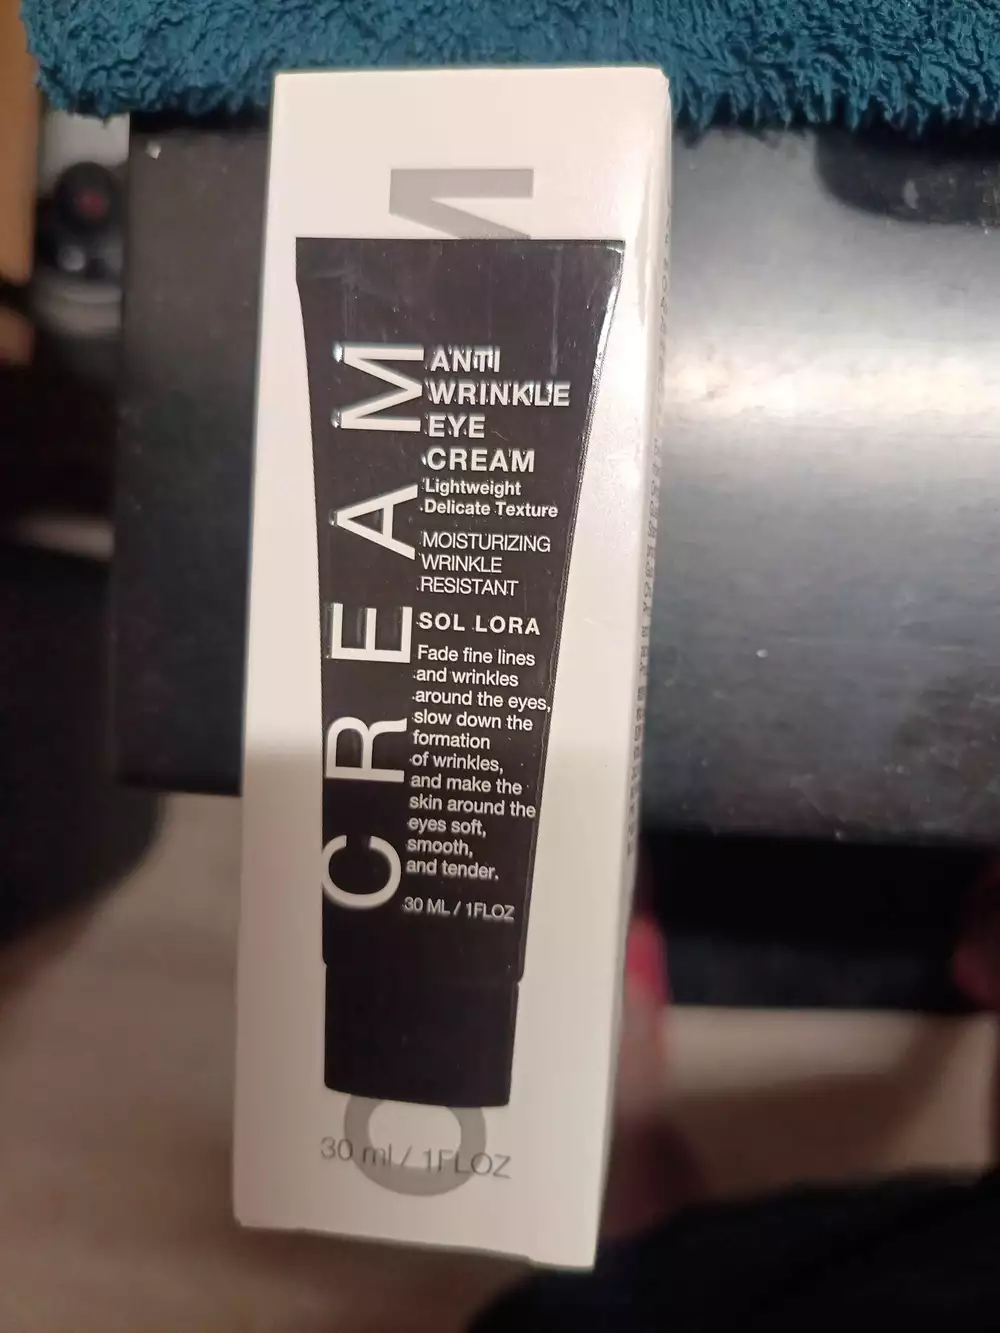 CREAM
ANTI
WRINKLE
EYE
CREAM
Lightweight
Delicate Texture
MOISTURIZING
WRINKLE
RESISTANT
SOL LORA
Fade fine lines
and wrinkles
around the eyes,
slow down the
formation
of wrinkles,
and make the
skin around the
eyes soft,
smooth,
and tender.
30 ML / 1FLOZ
30 ml / 1FLOZ